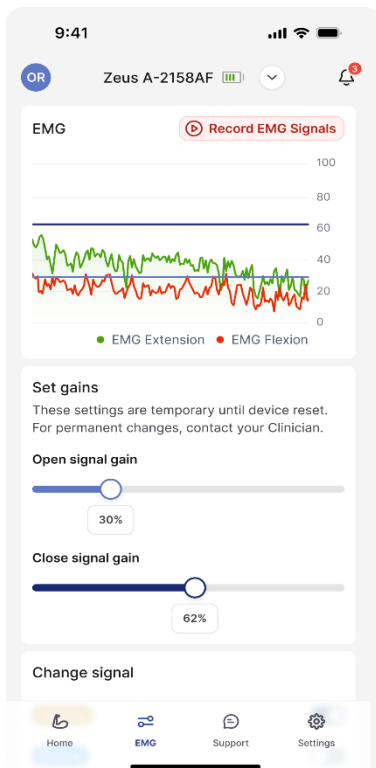 9:41
OR
Zeus A-2158AF
3
EMG
Record EMG Signals
100
80
60
40
20
0
EMG Extension
EMG Flexion
Set gains
These settings are temporary until device reset.
For permanent changes, contact your Clinician.
Open signal gain
30%
Close signal gain
62%
Change signal
Home
EMG
Support
Settings